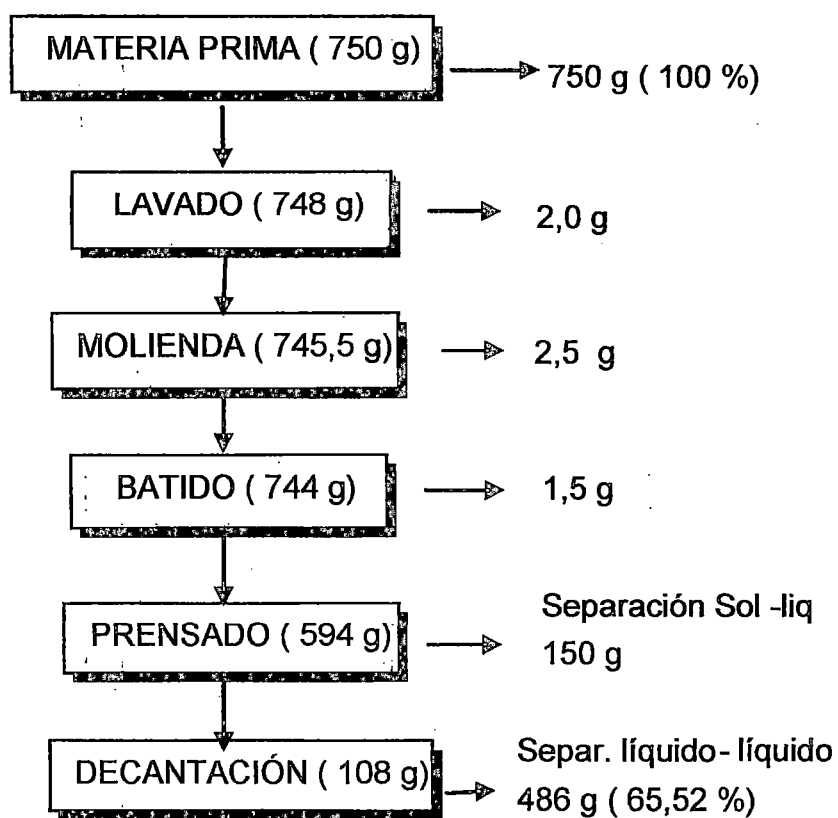 MATERIA PRIMA ( 750 g)
750 g ( 100 %)
LAVADO ( 748 g)
2,0 g
MOLIENDA ( 745,5 g)
2,5 g
BATIDO ( 744 g)
1,5 g
PRENSADO ( 594 g)
Separación Sol -liq
150 g
DECANTACIÓN ( 108 g)
Separ. líquido- líquido
486 g ( 65,52 %)